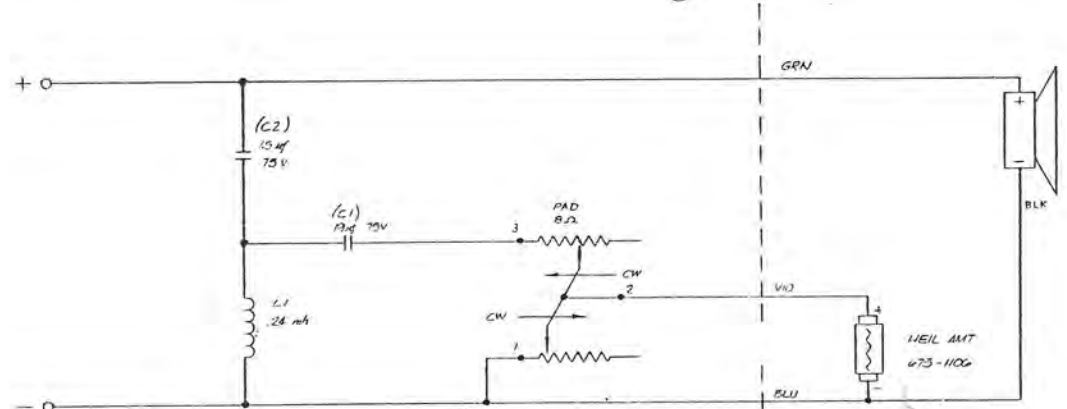 +
GRN
(C2)
15 uf
75V
+
-
BLK
(C1)
75V
PAD
8Ω
3
CW
2
VIO
CW
+
L1
.24 mh
HEIL AMT
673-1106
1
-
BLU
-